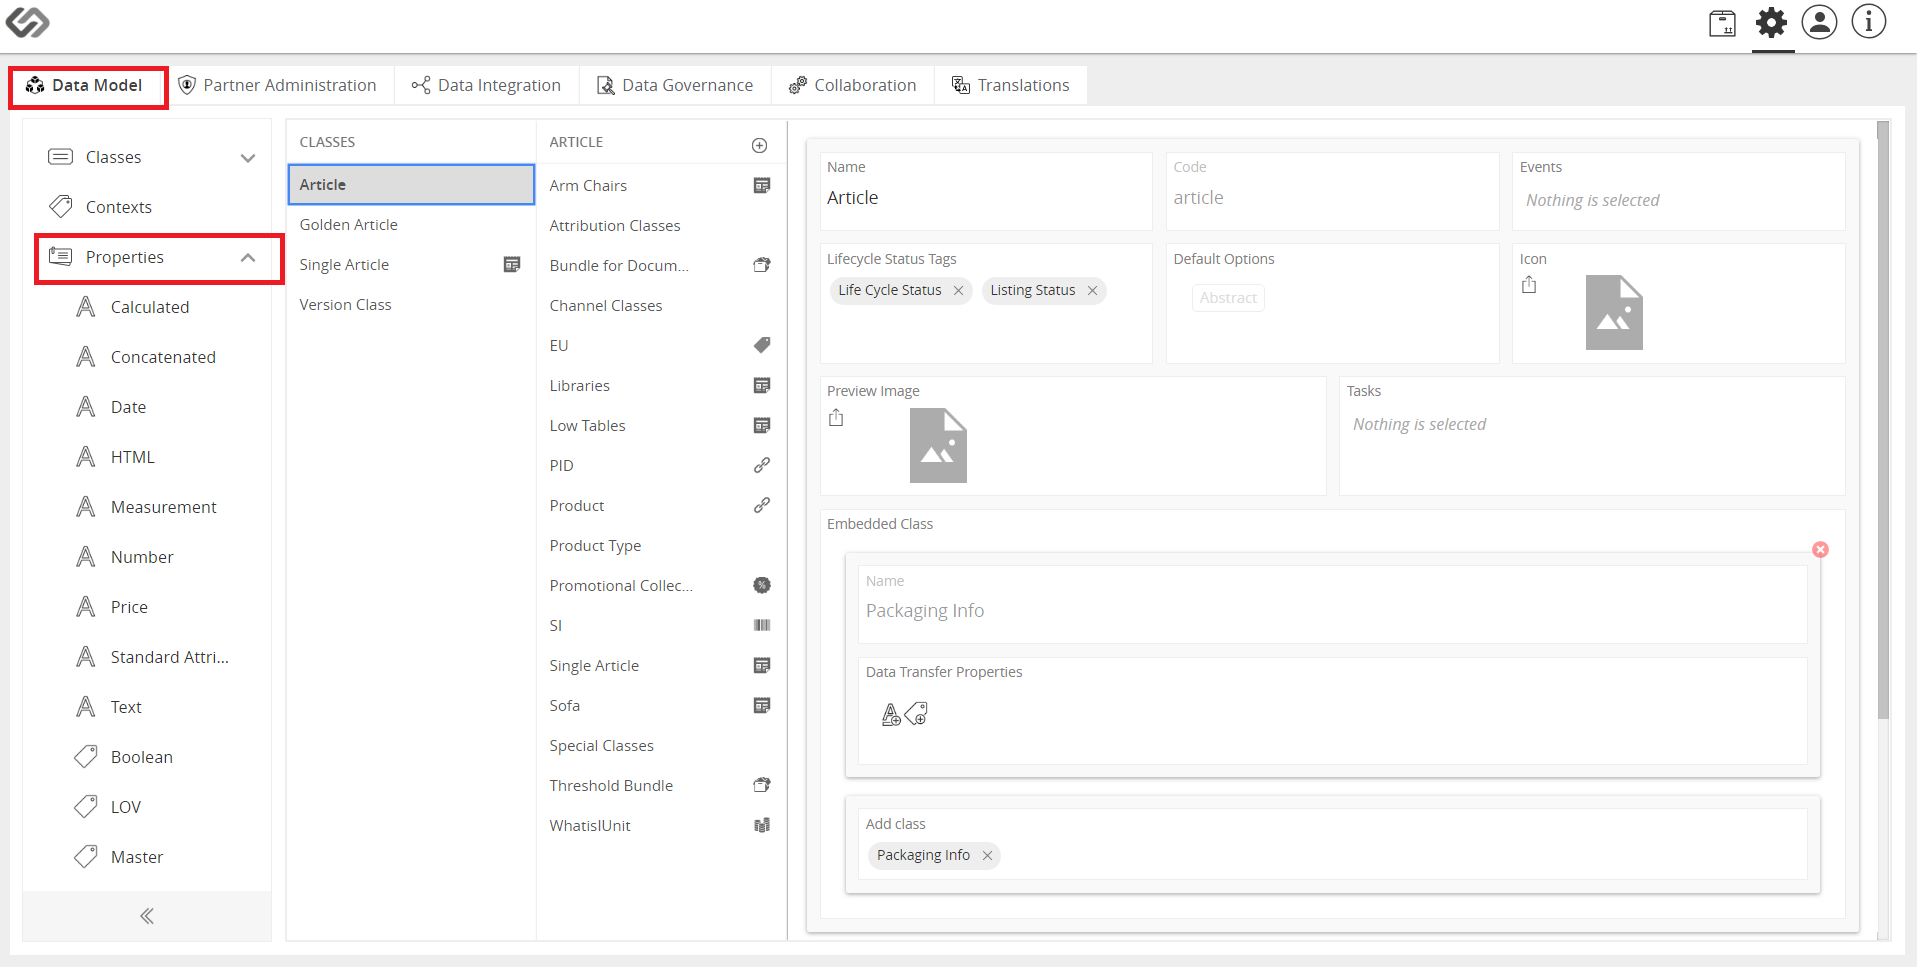 Data Model
Partner Administration
Data Integration
Data Governance
Collaboration
Translations
Classes
Contexts
Properties
Calculated
Concatenated
Date
HTML
Measurement
Number
Price
Standard Attri...
Text
Boolean
LOV
Master
CLASSES
Article
Golden Article
Single Article
Version Class
ARTICLE
Arm Chairs
Attribution Classes
Bundle for Docum...
Channel Classes
EU
Libraries
Low Tables
PID
Product
Product Type
Promotional Collec...
SI
Single Article
Sofa
Special Classes
Threshold Bundle
WhatisIUnit
Name
Article
Code
article
Events
Nothing is selected
Lifecycle Status Tags
Life Cycle Status
Listing Status
Default Options
Abstract
Icon
Preview Image
Tasks
Nothing is selected
Embedded Class
Name
Packaging Info
Data Transfer Properties
Add class
Packaging Info